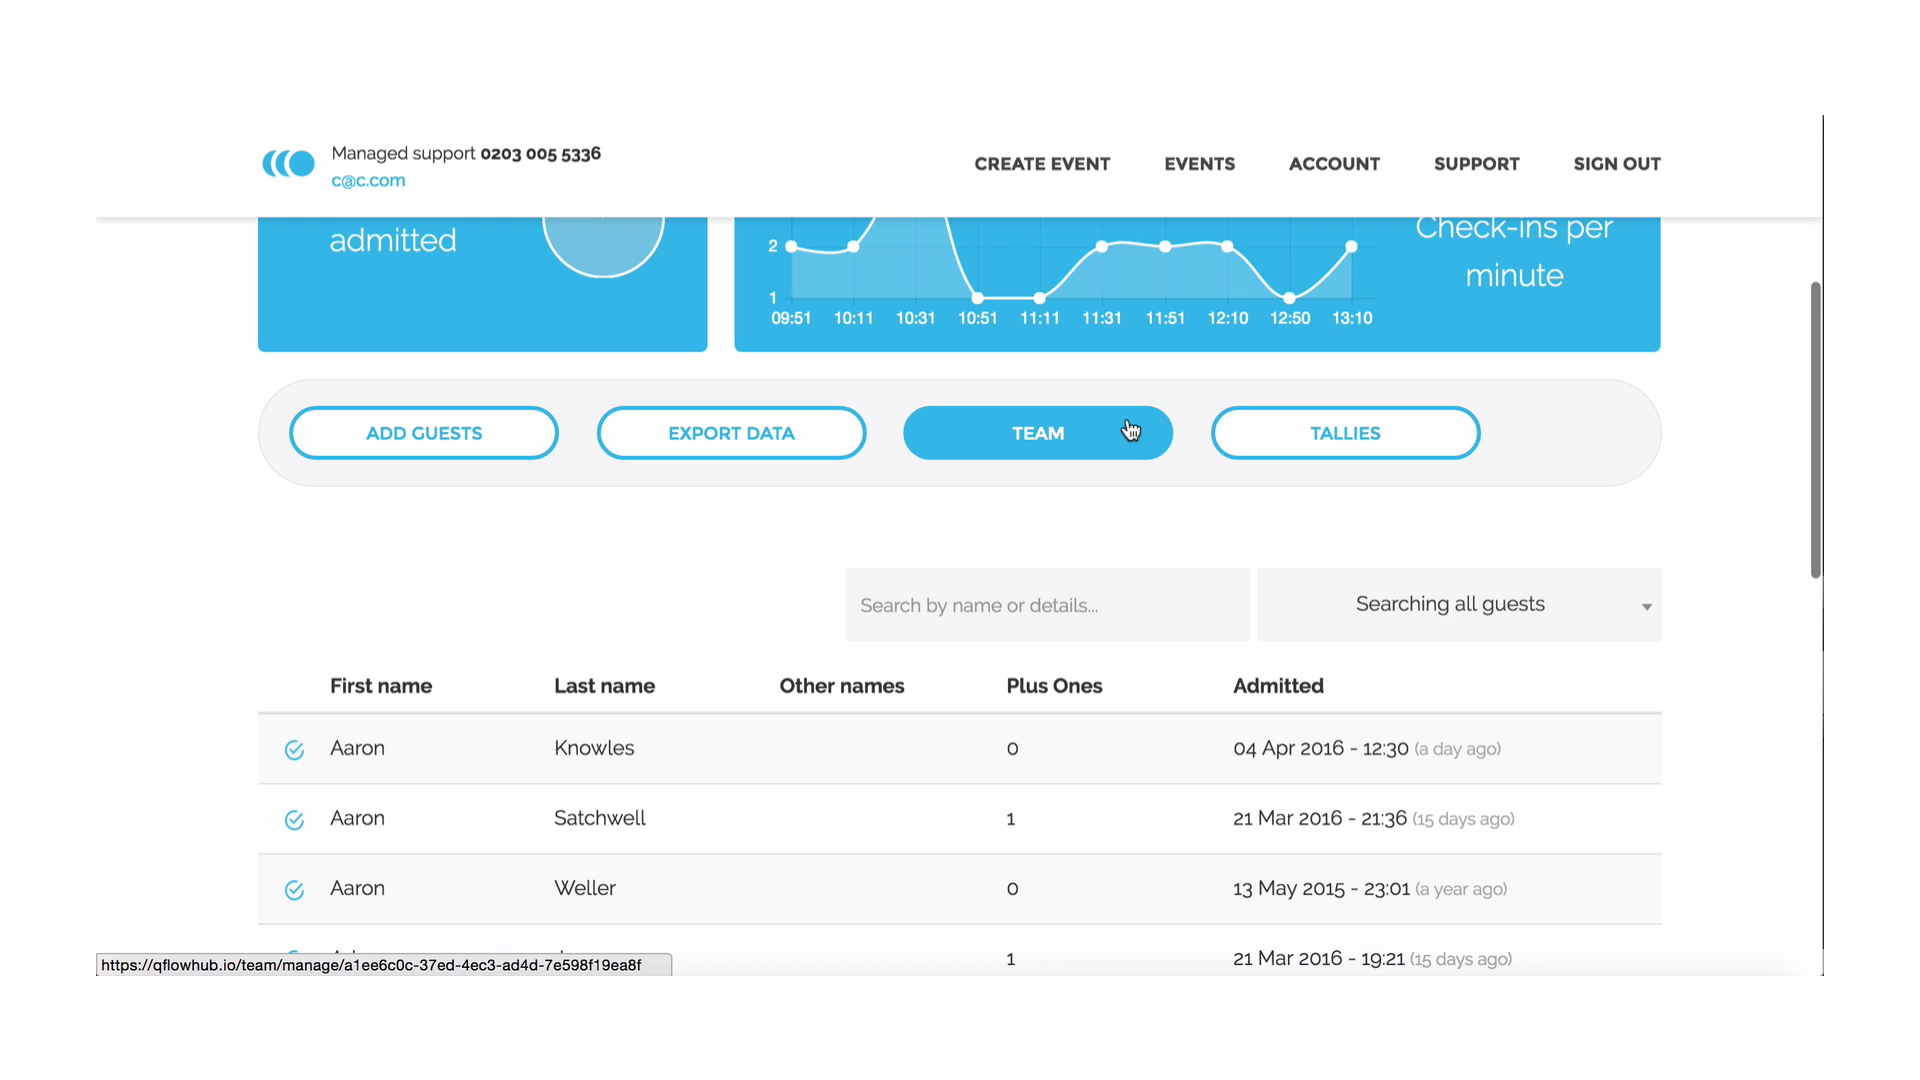 Managed support 0203 005 5336
c@c.com
CREATE EVENT EVENTS ACCOUNT SUPPORT SIGN OUT
admitted
2
1
09:51 10:11 10:31 10:51 11:11 11:31 11:51 12:10 12:50 13:10
Check-ins per
minute
ADD GUESTS EXPORT DATA TEAM TALLIES
Search by name or details...
Searching all guests
First name Last name Other names Plus Ones Admitted
Aaron Knowles 0 04 Apr 2016 - 12:30 (a day ago)
Aaron Satchwell 1 21 Mar 2016 - 21:36 (15 days ago)
Aaron Weller 0 13 May 2015 - 23:01 (a year ago)
1 21 Mar 2016 - 19:21 (15 days ago)
https://qflowhub.io/team/manage/a1ee6c0c-37ed-4ec3-ad4d-7e598f19ea8f